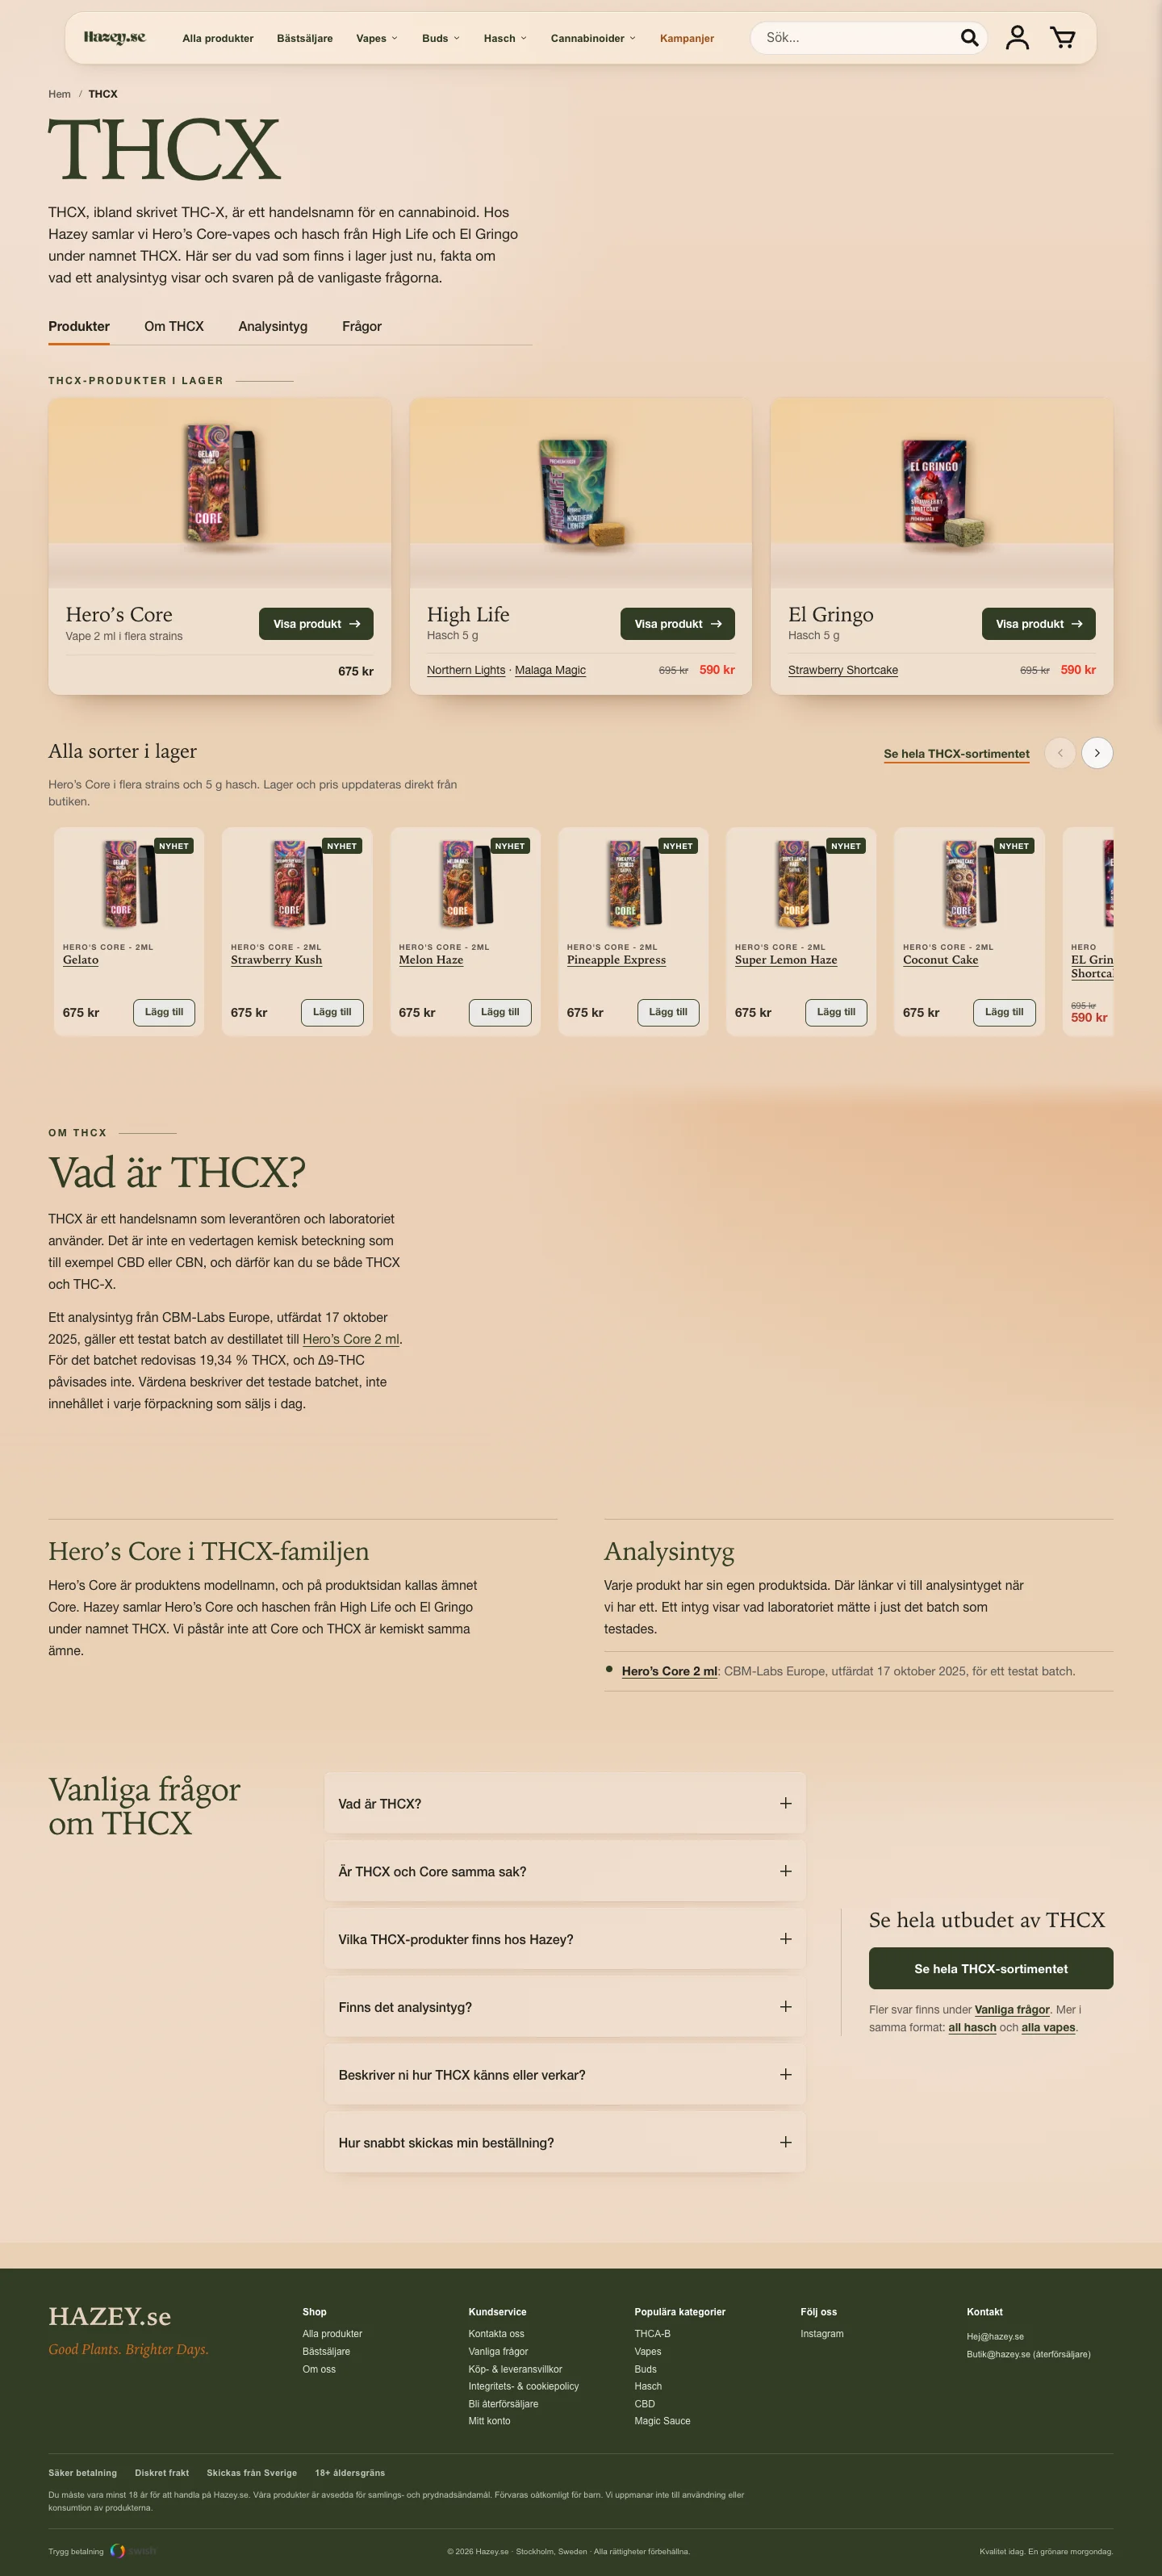 Hazey.se
Alla produkter
Bästsäljare
Vapes
Buds
Hasch
Cannabinoider
Kampanjer
Sök...
Hem / THCX
THCX
THCX, ibland skrivet THC-X, är ett handelsnamn för en cannabinoid. Hos
Hazey samlar vi Hero’s Core-vapes och hasch från High Life och El Gringo
under namnet THCX. Här ser du vad som finns i lager just nu, fakta om
vad ett analysintyg visar och svaren på de vanligaste frågorna.
Produkter
Om THCX
Analysintyg
Frågor
THCX-PRODUKTER I LAGER
GELATO
CORE
NORTHERN
EL GRINGO
STRAWBERRY
SHORTCAKE
Hero’s Core
Vape 2 ml i flera strains
Visa produkt →
675 kr
High Life
Hasch 5 g
Visa produkt →
Northern Lights · Malaga Magic
695 kr 590 kr
El Gringo
Hasch 5 g
Visa produkt →
Strawberry Shortcake
695 kr 590 kr
Alla sorter i lager
Se hela THCX-sortimentet
Hero’s Core i flera strains och 5 g hasch. Lager och pris uppdateras direkt från
butiken.
NYHET
HERO'S CORE - 2ML
Gelato
675 kr
Lägg till
NYHET
HERO'S CORE - 2ML
Strawberry Kush
675 kr
Lägg till
NYHET
HERO'S CORE - 2ML
Melon Haze
675 kr
Lägg till
NYHET
HERO'S CORE - 2ML
Pineapple Express
675 kr
Lägg till
NYHET
HERO'S CORE - 2ML
Super Lemon Haze
675 kr
Lägg till
NYHET
HERO'S CORE - 2ML
Coconut Cake
675 kr
Lägg till
HERO
EL Grin
Shortca
695 kr
590 kr
OM THCX
Vad är THCX?
THCX är ett handelsnamn som leverantören och laboratoriet
använder. Det är inte en vedertagen kemisk beteckning som
till exempel CBD eller CBN, och därför kan du se både THCX
och THC-X.
Ett analysintyg från CBM-Labs Europe, utfärdat 17 oktober
2025, gäller ett testat batch av destillatet till Hero’s Core 2 ml.
För det batchet redovisas 19,34 % THCX, och Δ9-THC
påvisades inte. Värdena beskriver det testade batchet, inte
innehållet i varje förpackning som säljs i dag.
Hero’s Core i THCX-familjen
Hero’s Core är produktens modellnamn, och på produktsidan kallas ämnet
Core. Hazey samlar Hero’s Core och haschen från High Life och El Gringo
under namnet THCX. Vi påstår inte att Core och THCX är kemiskt samma
ämne.
Analysintyg
Varje produkt har sin egen produktsida. Där länkar vi till analysintyget när
vi har ett. Ett intyg visar vad laboratoriet mätte i just det batch som
testades.
Hero’s Core 2 ml: CBM-Labs Europe, utfärdat 17 oktober 2025, för ett testat batch.
Vanliga frågor
om THCX
Vad är THCX?
Är THCX och Core samma sak?
Vilka THCX-produkter finns hos Hazey?
Finns det analysintyg?
Beskriver ni hur THCX känns eller verkar?
Hur snabbt skickas min beställning?
Se hela utbudet av THCX
Se hela THCX-sortimentet
Fler svar finns under Vanliga frågor. Mer i
samma format: all hasch och alla vapes.
HAZEY.se
Good Plants. Brighter Days.
Shop
Alla produkter
Bästsäljare
Om oss
Kundservice
Kontakta oss
Vanliga frågor
Köp- & leveransvillkor
Integritets- & cookiepolicy
Bli återförsäljare
Mitt konto
Populära kategorier
THCA-B
Vapes
Buds
Hasch
CBD
Magic Sauce
Följ oss
Instagram
Kontakt
Hej@hazey.se
Butik@hazey.se (återförsäljare)
Säker betalning
Diskret frakt
Skickas från Sverige
18+ åldersgräns
Du måste vara minst 18 år för att handla på Hazey.se. Våra produkter är avsedda för samlings- och prydnadsändamål. Förvaras oåtkomligt för barn. Vi uppmanar inte till användning eller
konsumtion av produkterna.
Trygg betalning
swish
© 2026 Hazey.se · Stockholm, Sweden · Alla rättigheter förbehållna.
Kvalitet idag. En grönare morgondag.